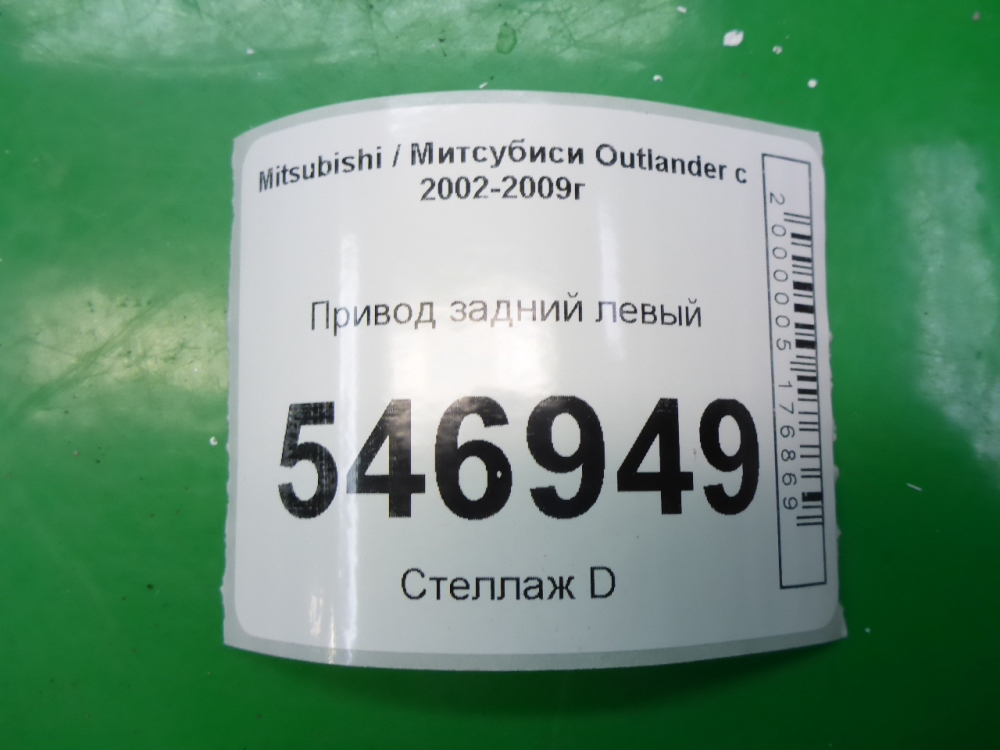 Mitsubishi / Митсубиси Outlander с
2002-2009г
Привод задний левый
546949
Стеллаж D
2000005176869